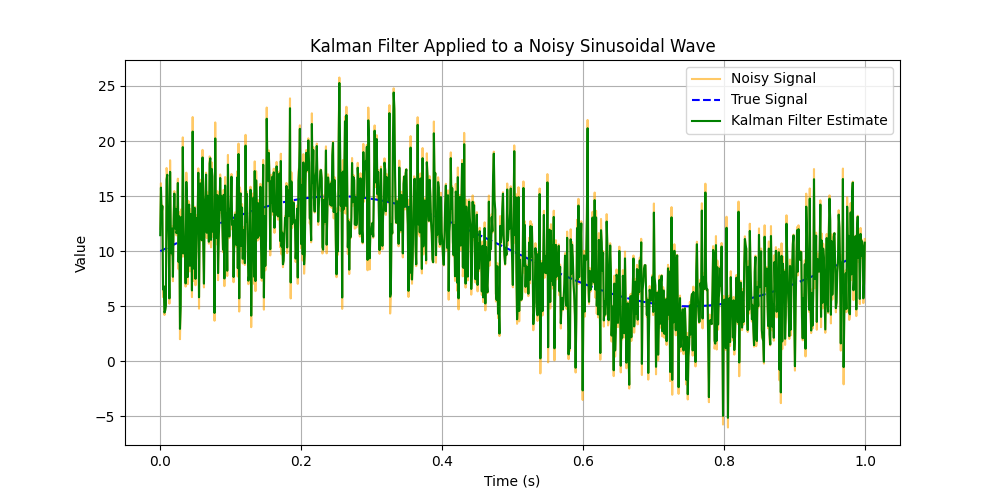 Kalman Filter Applied to a Noisy Sinusoidal Wave
Noisy Signal
True Signal
Kalman Filter Estimate
25
20
15
10
5
0
−5
Value
0.0 0.2 0.4 0.6 0.8 1.0
Time (s)